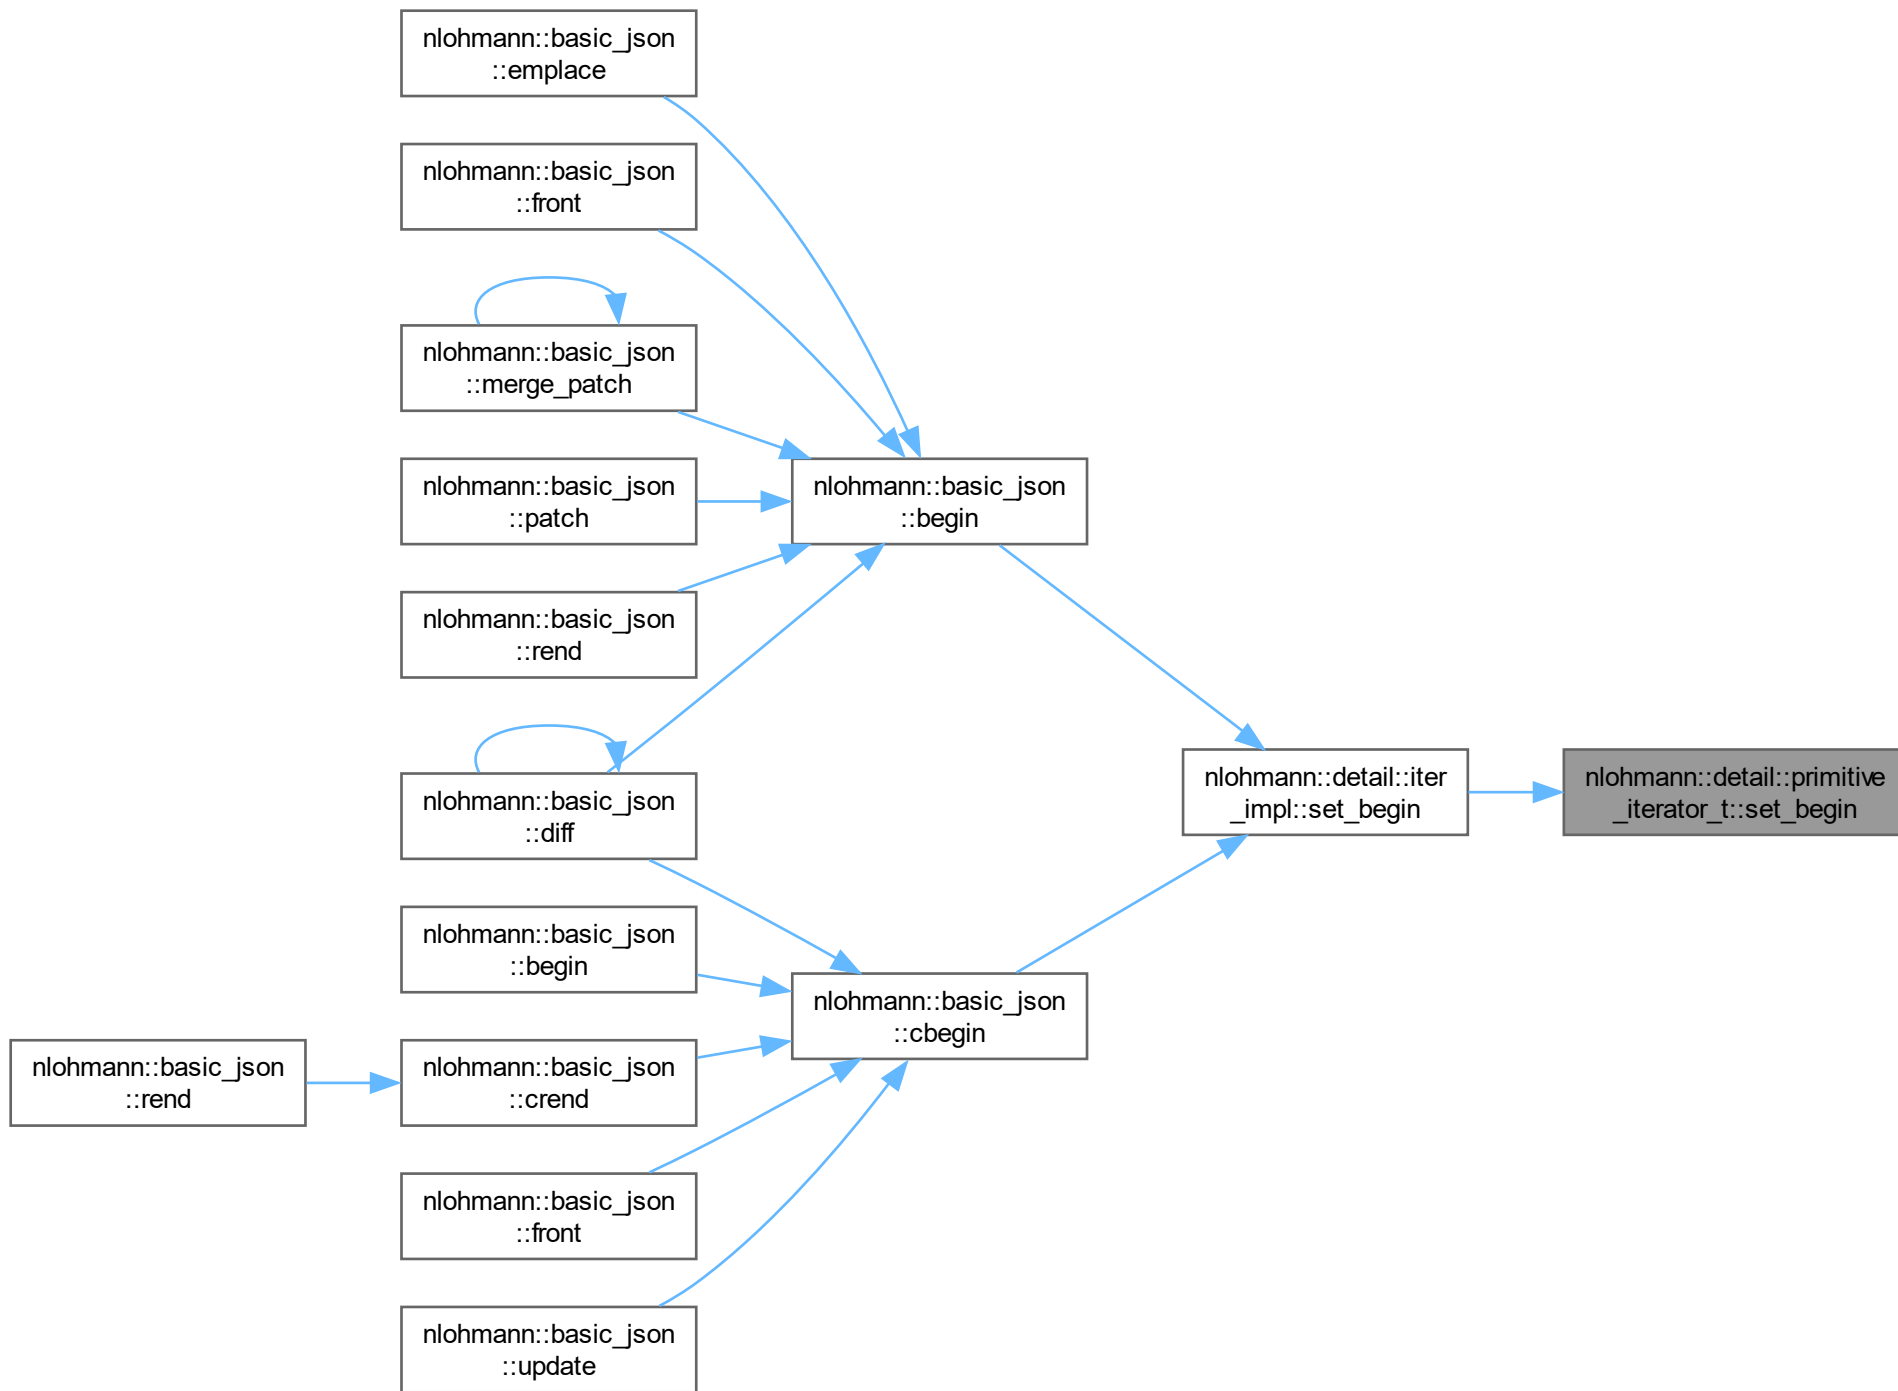 nlohmann::basic_json
::emplace
nlohmann::basic_json
::front
nlohmann::basic_json
::merge_patch
nlohmann::basic_json
::patch
nlohmann::basic_json
::begin
nlohmann::basic_json
::rend
nlohmann::detail::iter
_impl::set_begin
nlohmann::detail::primitive
_iterator_t::set_begin
nlohmann::basic_json
::diff
nlohmann::basic_json
::begin
nlohmann::basic_json
::cbegin
nlohmann::basic_json
::rend
nlohmann::basic_json
::crend
nlohmann::basic_json
::front
nlohmann::basic_json
::update